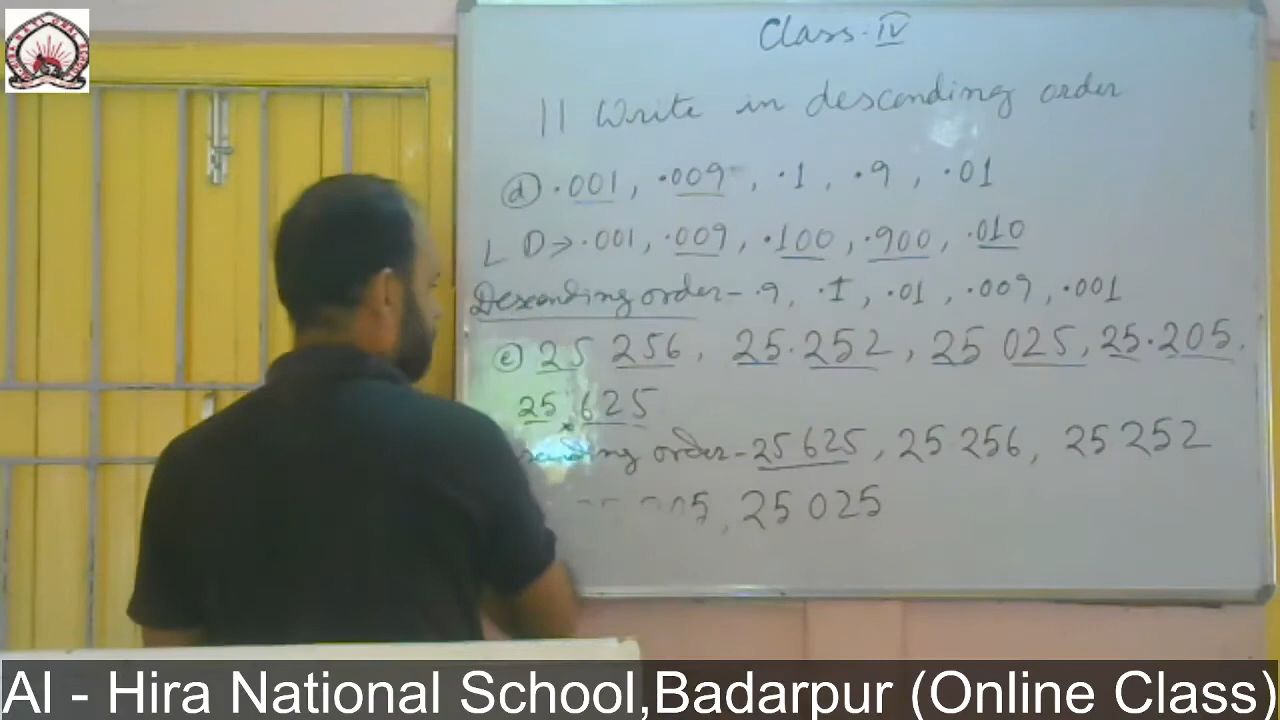 Class-IV
11 Write in descending order
(d) .001, .009, .1, .9, .01
L D→ .001, .009, .100, .900, .010
Descending order- .9, .1, .01, .009, .001
25 256, 25.252, 25 025, 25.205,
25 625
order- 25 625, 25 256, 25 252
25 025
Al - Hira National School,Badarpur (Online Class)